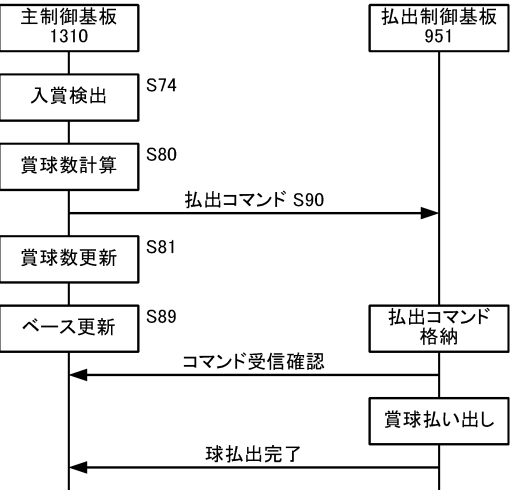 主制御基板
1310
払出制御基板
951
入賞検出
S74
賞球数計算
S80
払出コマンド S90
賞球数更新
S81
ベース更新
S89
払出コマンド
格納
コマンド受信確認
賞球払い出し
球払出完了